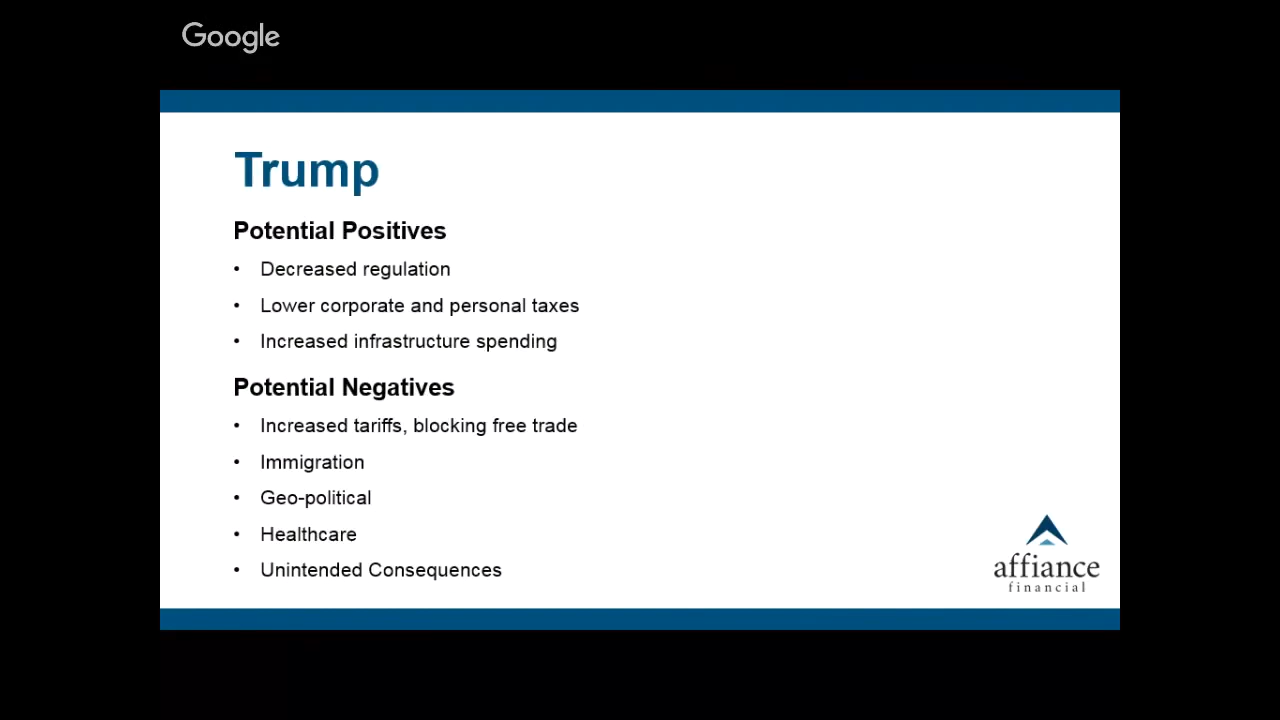 Google
Trump
Potential Positives
• Decreased regulation
• Lower corporate and personal taxes
• Increased infrastructure spending
Potential Negatives
• Increased tariffs, blocking free trade
• Immigration
• Geo-political
• Healthcare
• Unintended Consequences
affiance
financial